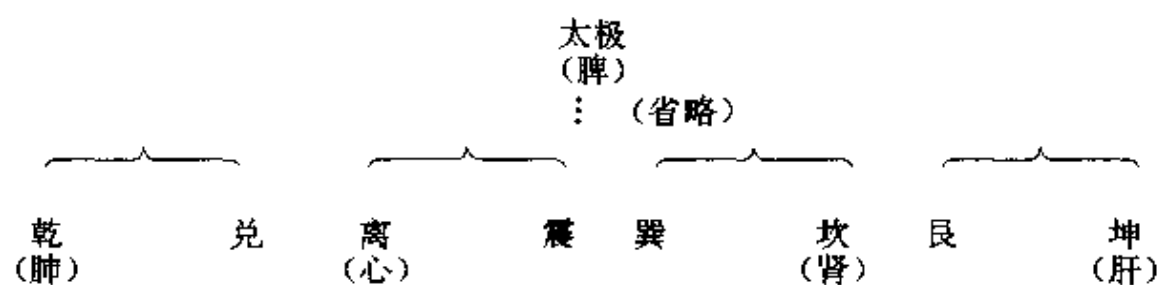 太极
（脾）
⋮ （省略）
乾 兑 离 震 巽 坎 艮 坤
（肺） （心） （肾） （肝）